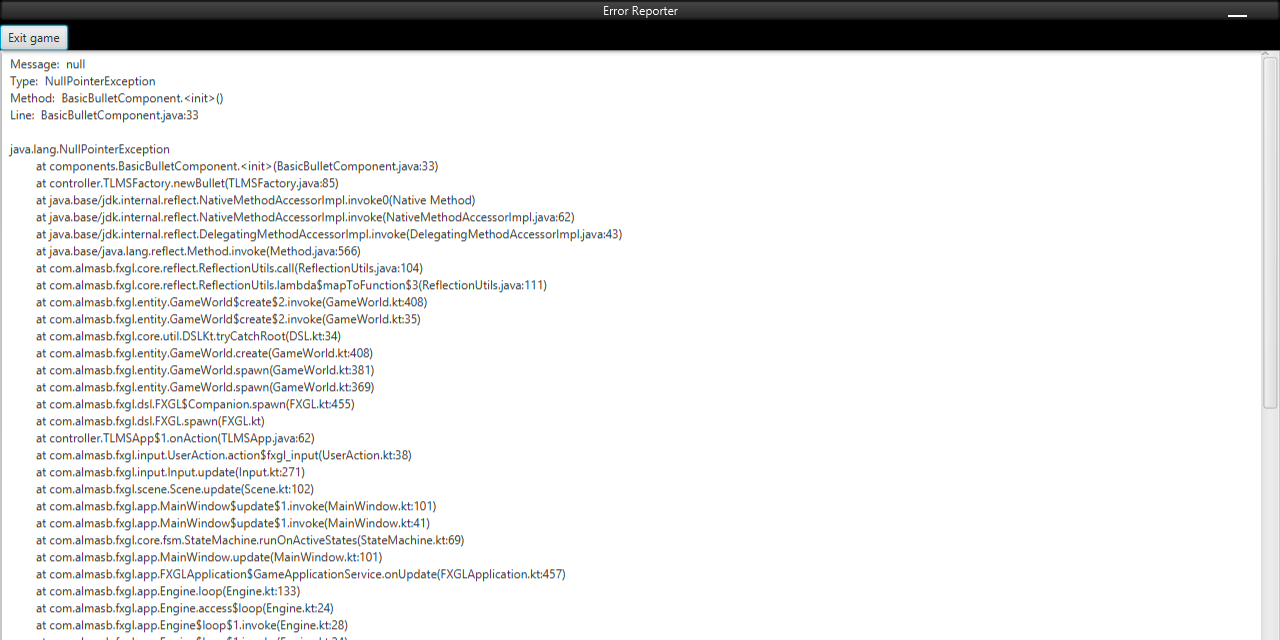 Error Reporter
Exit game
Message:  null
Type:  NullPointerException
Method:  BasicBulletComponent.<init>()
Line:  BasicBulletComponent.java:33
java.lang.NullPointerException
at components.BasicBulletComponent.<init>(BasicBulletComponent.java:33)
at controller.TLMSFactory.newBullet(TLMSFactory.java:85)
at java.base/jdk.internal.reflect.NativeMethodAccessorImpl.invoke0(Native Method)
at java.base/jdk.internal.reflect.NativeMethodAccessorImpl.invoke(NativeMethodAccessorImpl.java:62)
at java.base/jdk.internal.reflect.DelegatingMethodAccessorImpl.invoke(DelegatingMethodAccessorImpl.java:43)
at java.base/java.lang.reflect.Method.invoke(Method.java:566)
at com.almasb.fxgl.core.reflect.ReflectionUtils.call(ReflectionUtils.java:104)
at com.almasb.fxgl.core.reflect.ReflectionUtils.lambda$mapToFunction$3(ReflectionUtils.java:111)
at com.almasb.fxgl.entity.GameWorld$create$2.invoke(GameWorld.kt:408)
at com.almasb.fxgl.entity.GameWorld$create$2.invoke(GameWorld.kt:35)
at com.almasb.fxgl.core.util.DSLKt.tryCatchRoot(DSL.kt:34)
at com.almasb.fxgl.entity.GameWorld.create(GameWorld.kt:408)
at com.almasb.fxgl.entity.GameWorld.spawn(GameWorld.kt:381)
at com.almasb.fxgl.entity.GameWorld.spawn(GameWorld.kt:369)
at com.almasb.fxgl.dsl.FXGL$Companion.spawn(FXGL.kt:455)
at com.almasb.fxgl.dsl.FXGL.spawn(FXGL.kt)
at controller.TLMSApp$1.onAction(TLMSApp.java:62)
at com.almasb.fxgl.input.UserAction.action$fxgl_input(UserAction.kt:38)
at com.almasb.fxgl.input.Input.update(Input.kt:271)
at com.almasb.fxgl.scene.Scene.update(Scene.kt:102)
at com.almasb.fxgl.app.MainWindow$update$1.invoke(MainWindow.kt:101)
at com.almasb.fxgl.app.MainWindow$update$1.invoke(MainWindow.kt:41)
at com.almasb.fxgl.core.fsm.StateMachine.runOnActiveStates(StateMachine.kt:69)
at com.almasb.fxgl.app.MainWindow.update(MainWindow.kt:101)
at com.almasb.fxgl.app.FXGLApplication$GameApplicationService.onUpdate(FXGLApplication.kt:457)
at com.almasb.fxgl.app.Engine.loop(Engine.kt:133)
at com.almasb.fxgl.app.Engine.access$loop(Engine.kt:24)
at com.almasb.fxgl.app.Engine$loop$1.invoke(Engine.kt:28)